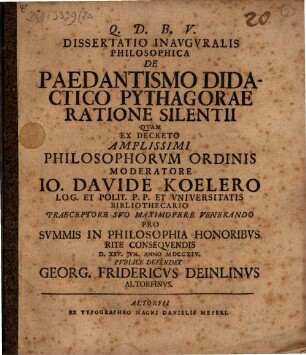 Q. D. B. V.
DISSERTATIO INAVGVRALIS
PHILOSOPHICA
DE
PAEDANTISMO DIDA-
CTICO PYTHAGORAE
RATIONE SILENTII
QVAM
EX DECRETO
AMPLISSIMI
PHILOSOPHORVM ORDINIS
MODERATORE
IO. DAVIDE KOELERO
LOG. ET POLIT. P. P. ET VNIVERSITATIS
BIBLIOTHECARIO
PRAECEPTORE SVO MAXIMOPERE VENERANDO
PRO
SVMMIS IN PHILOSOPHIA HONORIBVS
RITE CONSEQVENDIS
D. XXV. JVN. ANNO MDCCXIV.
PVBLICE DEFENDET
GEORG. FRIDERICVS DEINLINVS
ALTORFINVS.
ALTORFII
EX TYPOGRAPHEO MAGNI DANIELIS MEYERI.